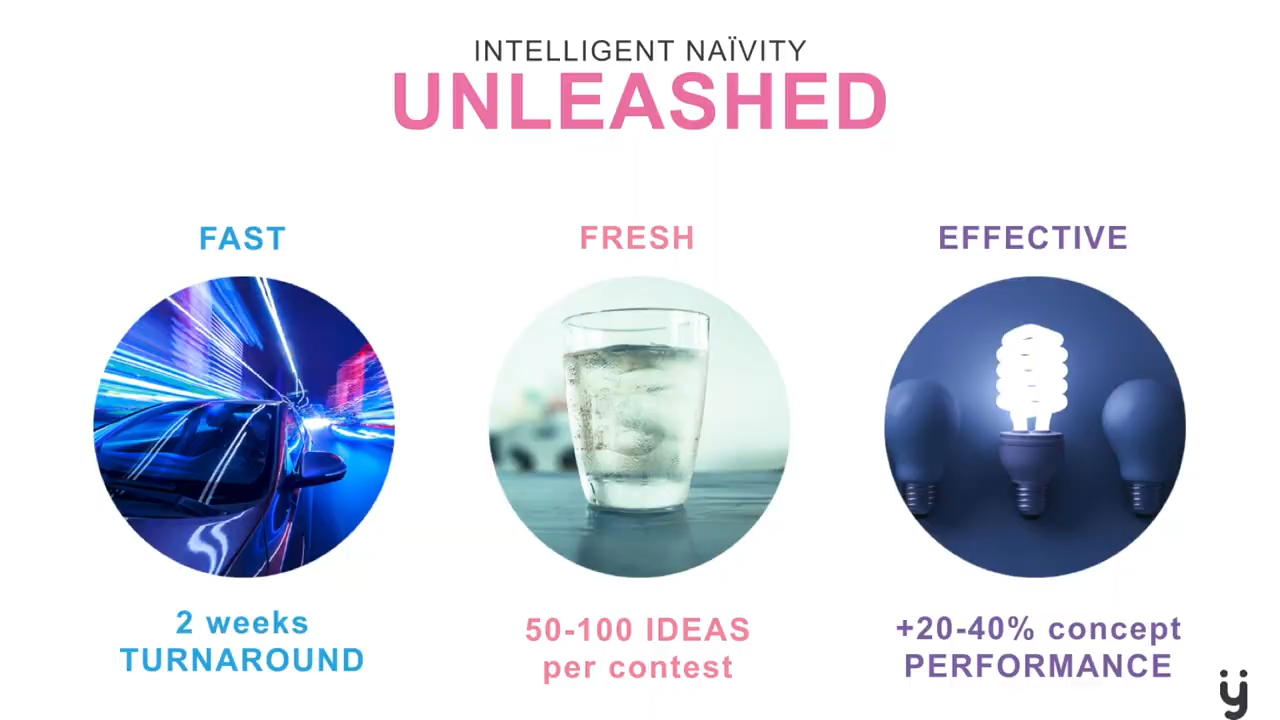 INTELLIGENT NAÏVITY
UNLEASHED
FAST
FRESH
EFFECTIVE
2 weeks
TURNAROUND
50-100 IDEAS
per contest
+20-40% concept
PERFORMANCE
ÿ